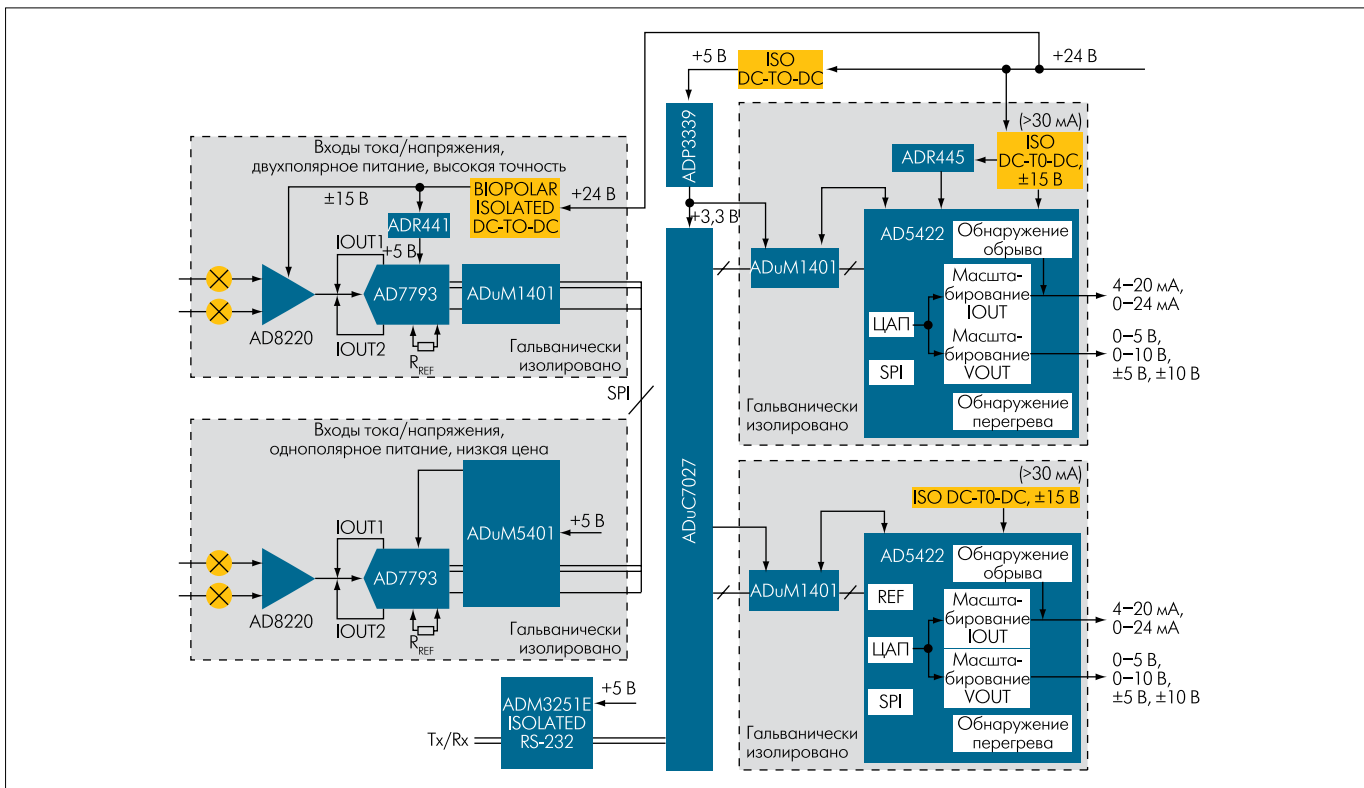 +5 В
ISO
DC-TO-DC
+24 В
ADP3339
+3,3 В
Входы тока/напряжения,
двухполярное питание, высокая точность
±15 В
BIOPOLAR
ISOLATED
DC-TO-DC
+24 В
ADR441
IOUT1
+5 В
AD7793
ADuM1401
AD8220
IOUT2
RREF
Гальванически
изолировано
SPI
Входы тока/напряжения,
однополярное питание, низкая цена
IOUT1
ADuM5401
+5 В
AD7793
AD8220
IOUT2
RREF
Гальванически
изолировано
ADM3251E
ISOLATED
RS-232
+5 В
Tx/Rx
ADuC7027
(>30 мА)
ISO
DC-T0-DC,
±15 В
ADR445
ADuM1401
AD5422
Обнаружение
обрыва
Масшта-
бирование
IOUT
ЦАП
Масшта-
бирование
VOUT
SPI
Обнаружение
перегрева
Гальванически
изолировано
4–20 мА,
0–24 мА
0–5 В,
0–10 В,
±5 В, ±10 В
(>30 мА)
ISO DC-T0-DC, ±15 В
ADuM1401
AD5422
Обнаружение
обрыва
REF
Масшта-
бирование
IOUT
ЦАП
Масшта-
бирование
VOUT
SPI
Обнаружение
перегрева
Гальванически
изолировано
4–20 мА,
0–24 мА
0–5 В,
0–10 В,
±5 В, ±10 В